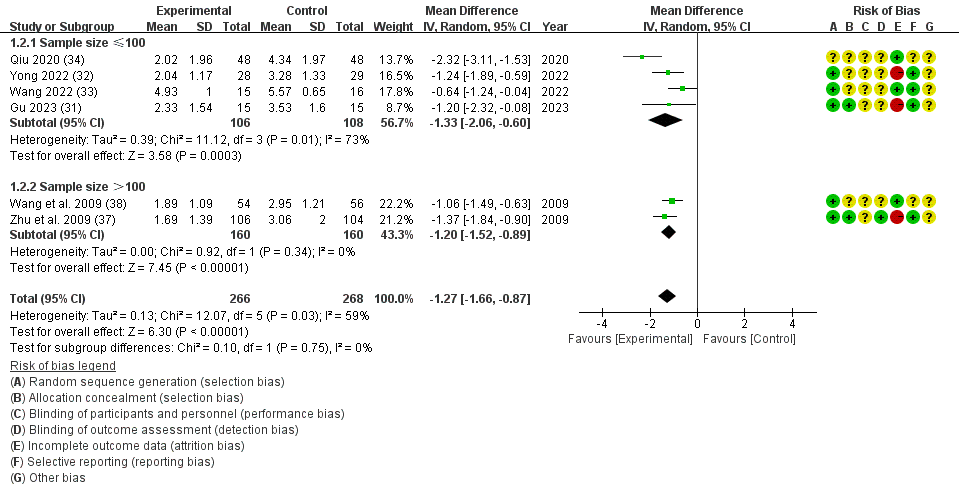 Experimental Control Mean Difference Mean Difference Risk of Bias
Study or Subgroup Mean SD Total Mean SD Total Weight IV, Random, 95% CI Year IV, Random, 95% CI A B C D E F G
1.2.1 Sample size ≤100
Qiu 2020 (34) 2.02 1.96 48 4.34 1.97 48 13.7% -2.32 [-3.11, -1.53] 2020 ? ? ? ? + ? ?
Yong 2022 (32) 2.04 1.17 28 3.28 1.33 29 16.5% -1.24 [-1.89, -0.59] 2022 + ? ? ? − ? ?
Wang 2022 (33) 4.93 1 15 5.57 0.65 16 17.8% -0.64 [-1.24, -0.04] 2022 + + ? ? + + ?
Gu 2023 (31) 2.33 1.54 15 3.53 1.6 15 8.7% -1.20 [-2.32, -0.08] 2023 + + ? ? − + ?
Subtotal (95% CI) 106 108 56.7% -1.33 [-2.06, -0.60]
Heterogeneity: Tau² = 0.39; Chi² = 11.12, df = 3 (P = 0.01); I² = 73%
Test for overall effect: Z = 3.58 (P = 0.0003)
1.2.2 Sample size >100
Wang et al. 2009 (38) 1.89 1.09 54 2.95 1.21 56 22.2% -1.06 [-1.49, -0.63] 2009 + ? ? ? + ? ?
Zhu et al. 2009 (37) 1.69 1.39 106 3.06 2 104 21.2% -1.37 [-1.84, -0.90] 2009 + + ? + − + ?
Subtotal (95% CI) 160 160 43.3% -1.20 [-1.52, -0.89]
Heterogeneity: Tau² = 0.00; Chi² = 0.92, df = 1 (P = 0.34); I² = 0%
Test for overall effect: Z = 7.45 (P < 0.00001)
Total (95% CI) 266 268 100.0% -1.27 [-1.66, -0.87]
Heterogeneity: Tau² = 0.13; Chi² = 12.07, df = 5 (P = 0.03); I² = 59%
Test for overall effect: Z = 6.30 (P < 0.00001)
Test for subgroup differences: Chi² = 0.10, df = 1 (P = 0.75), I² = 0%
-4 -2 0 2 4
Favours [Experimental] Favours [Control]
Risk of bias legend
(A) Random sequence generation (selection bias)
(B) Allocation concealment (selection bias)
(C) Blinding of participants and personnel (performance bias)
(D) Blinding of outcome assessment (detection bias)
(E) Incomplete outcome data (attrition bias)
(F) Selective reporting (reporting bias)
(G) Other bias